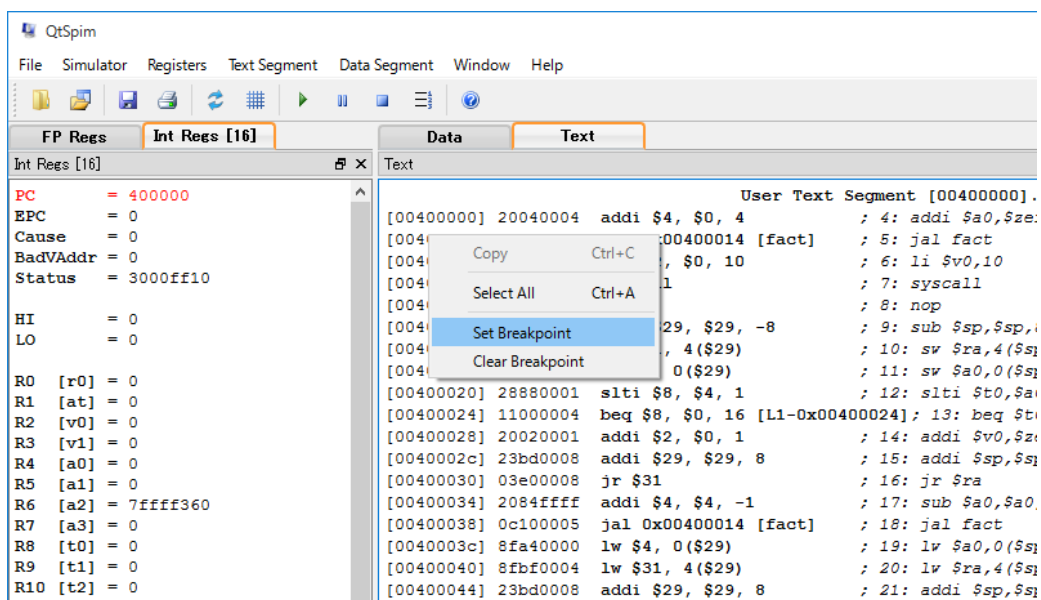 QtSpim
File Simulator Registers Text Segment Data Segment Window Help
FP Regs Int Regs [16] Data Text
Int Regs [16] Text
PC = 400000
EPC = 0
Cause = 0
BadVAddr = 0
Status = 3000ff10
HI = 0
LO = 0
R0 [r0] = 0
R1 [at] = 0
R2 [v0] = 0
R3 [v1] = 0
R4 [a0] = 0
R5 [a1] = 0
R6 [a2] = 7ffff360
R7 [a3] = 0
R8 [t0] = 0
R9 [t1] = 0
R10 [t2] = 0
User Text Segment [00400000].
[00400000] 20040004 addi $4, $0, 4 ; 4: addi $a0,$ze
[004 00400014 [fact] ; 5: jal fact
[004 , $0, 10 ; 6: li $v0,10
[004 ; 7: syscall
[004 ; 8: nop
[004 $29, $29, -8 ; 9: sub $sp,$sp,
[004 , 4($29) ; 10: sw $ra,4($sp
[004 0($29) ; 11: sw $a0,0($sp
[00400020] 28880001 slti $8, $4, 1 ; 12: slti $t0,$a
[00400024] 11000004 beq $8, $0, 16 [L1-0x00400024]; 13: beq $t
[00400028] 20020001 addi $2, $0, 1 ; 14: addi $v0,$ze
[0040002c] 23bd0008 addi $29, $29, 8 ; 15: addi $sp,$sp
[00400030] 03e00008 jr $31 ; 16: jr $ra
[00400034] 2084ffff addi $4, $4, -1 ; 17: sub $a0,$a0,
[00400038] 0c100005 jal 0x00400014 [fact] ; 18: jal fact
[0040003c] 8fa40000 lw $4, 0($29) ; 19: lw $a0,0($sp
[00400040] 8fbf0004 lw $31, 4($29) ; 20: lw $ra,4($sp
[00400044] 23bd0008 addi $29, $29, 8 ; 21: addi $sp,$sp
Copy Ctrl+C
Select All Ctrl+A
Set Breakpoint
Clear Breakpoint